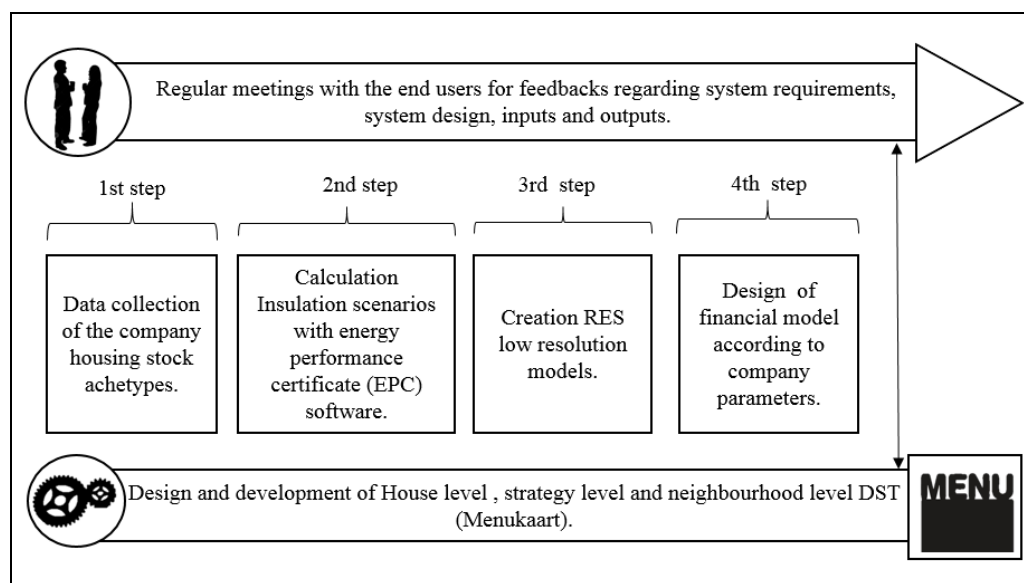 Regular meetings with the end users for feedbacks regarding system requirements,
system design, inputs and outputs.
1st step
2nd step
3rd step
4th step
Data collection
of the company
housing stock
achetypes.
Calculation
Insulation scenarios
with energy
performance
certificate (EPC)
software.
Creation RES
low resolution
models.
Design of
financial model
according to
company
parameters.
Design and development of House level , strategy level and neighbourhood level DST
(Menukaart).
MENU